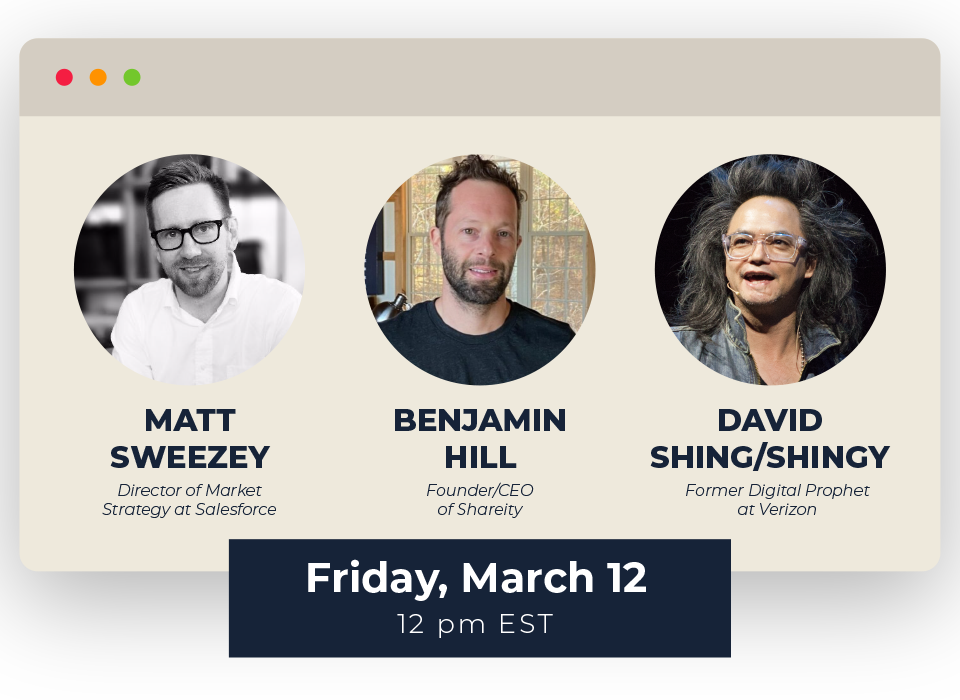 MATT
SWEEZEY
Director of Market
Strategy at Salesforce
BENJAMIN
HILL
Founder/CEO
of Shareity
DAVID
SHING/SHINGY
Former Digital Prophet
at Verizon
Friday, March 12
12 pm EST